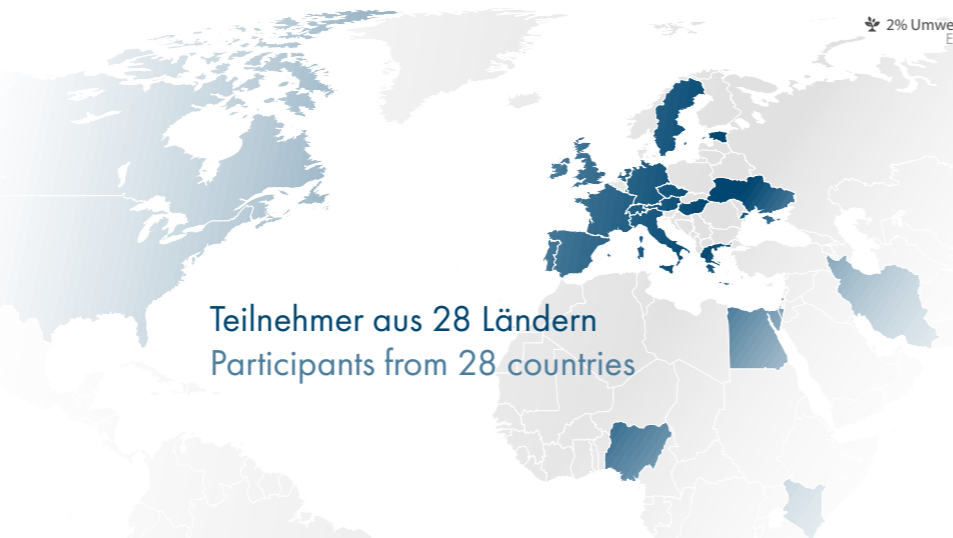 2% Umwe
E
Teilnehmer aus 28 Ländern
Participants from 28 countries